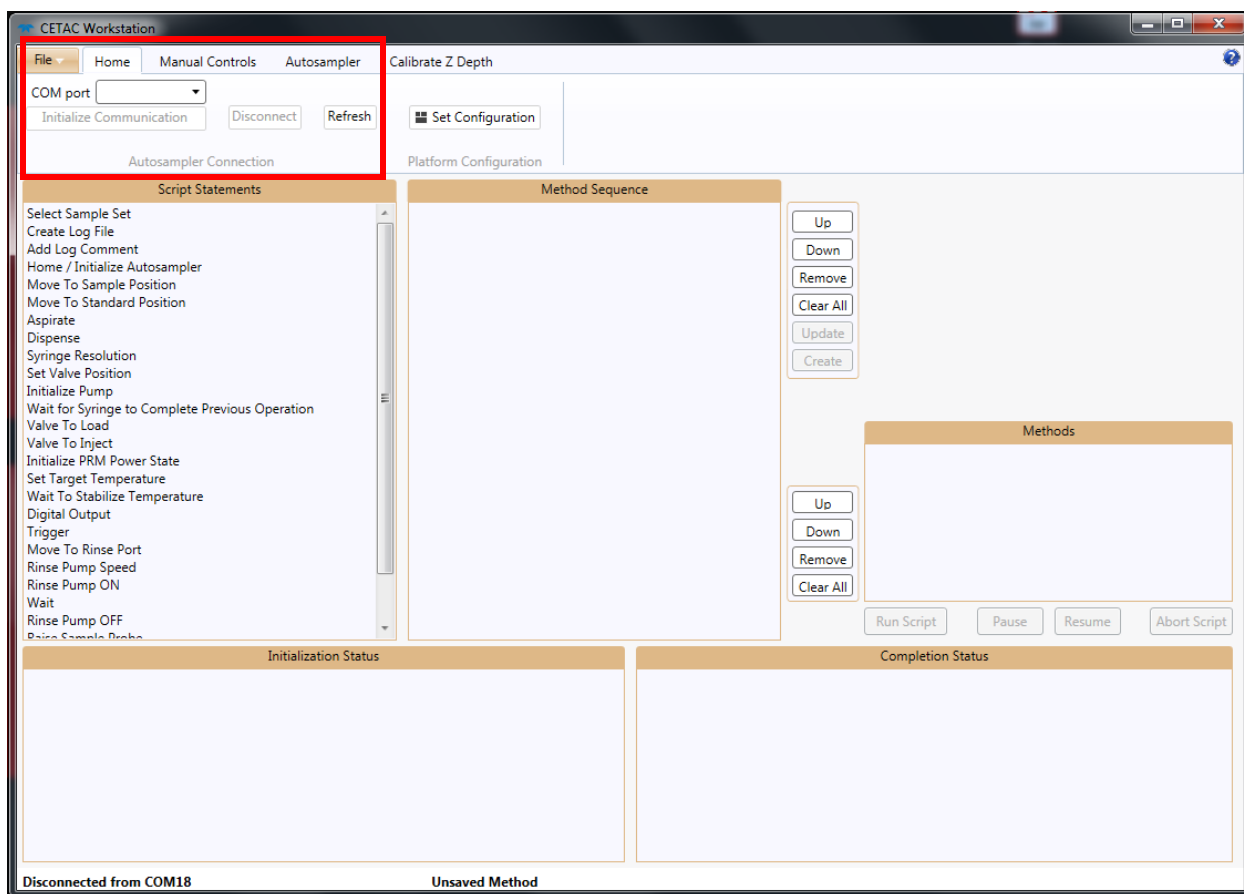 CETAC Workstation
File Home Manual Controls Autosampler Calibrate Z Depth
COM port
Initialize Communication Disconnect Refresh Set Configuration
Autosampler Connection Platform Configuration
Script Statements
Select Sample Set
Create Log File
Add Log Comment
Home / Initialize Autosampler
Move To Sample Position
Move To Standard Position
Aspirate
Dispense
Syringe Resolution
Set Valve Position
Initialize Pump
Wait for Syringe to Complete Previous Operation
Valve To Load
Valve To Inject
Initialize PRM Power State
Set Target Temperature
Wait To Stabilize Temperature
Digital Output
Trigger
Move To Rinse Port
Rinse Pump Speed
Rinse Pump ON
Wait
Rinse Pump OFF
Raise Sample Probe
Method Sequence
Up
Down
Remove
Clear All
Update
Create
Up
Down
Remove
Clear All
Methods
Run Script Pause Resume Abort Script
Initialization Status
Completion Status
Disconnected from COM18 Unsaved Method